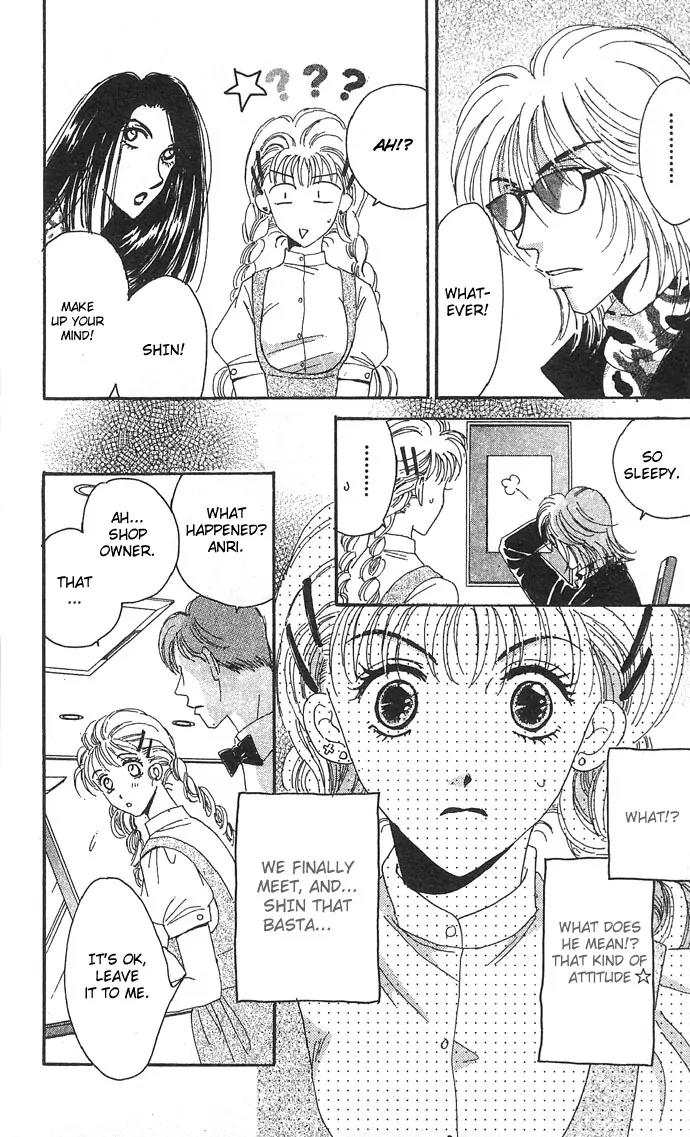 .........
WHAT-
EVER!
? ? ?
AH!?
SHIN!
MAKE
UP YOUR
MIND!
SO
SLEEPY.
.........
WHAT!?
WHAT DOES
HE MEAN!?
THAT KIND OF
ATTITUDE☆
WE FINALLY
MEET, AND...
SHIN THAT
BASTA...
WHAT
HAPPENED?
ANRI.
AH...
SHOP
OWNER.
THAT
...
IT'S OK,
LEAVE
IT TO ME.